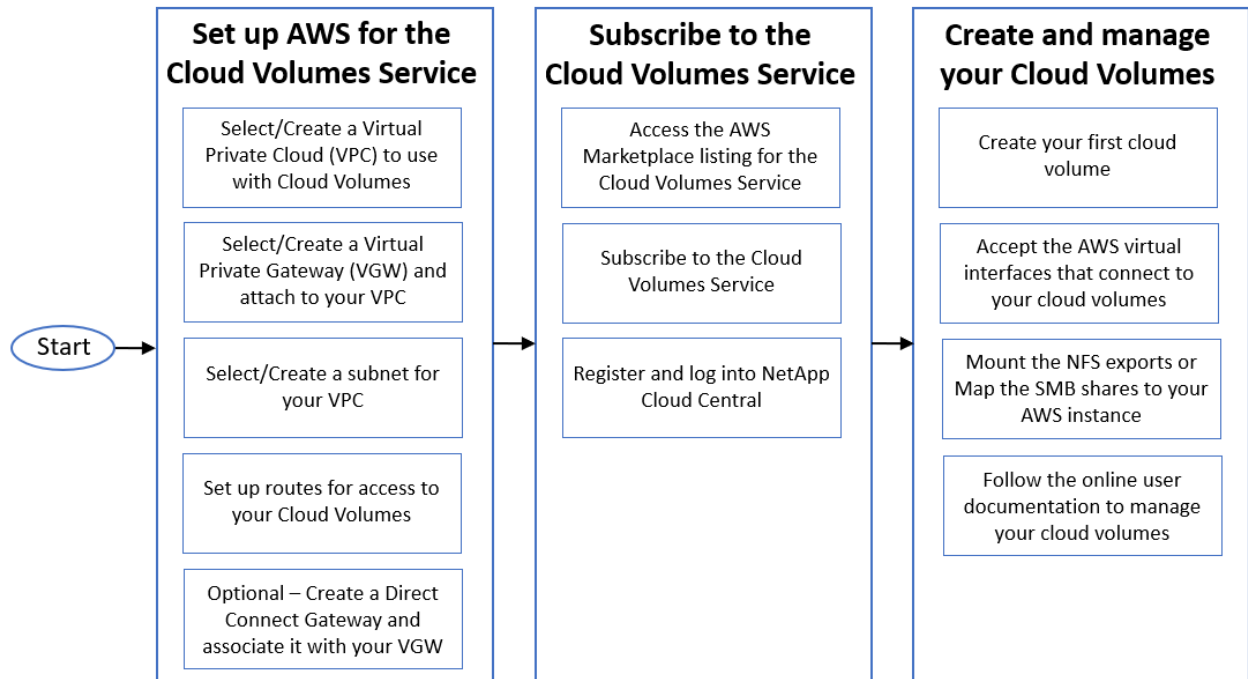 Start
Set up AWS for the
Cloud Volumes Service
Select/Create a Virtual
Private Cloud (VPC) to use
with Cloud Volumes
Select/Create a Virtual
Private Gateway (VGW) and
attach to your VPC
Select/Create a subnet for
your VPC
Set up routes for access to
your Cloud Volumes
Optional – Create a Direct
Connect Gateway and
associate it with your VGW
Subscribe to the
Cloud Volumes Service
Access the AWS
Marketplace listing for the
Cloud Volumes Service
Subscribe to the Cloud
Volumes Service
Register and log into NetApp
Cloud Central
Create and manage
your Cloud Volumes
Create your first cloud
volume
Accept the AWS virtual
interfaces that connect to
your cloud volumes
Mount the NFS exports or
Map the SMB shares to your
AWS instance
Follow the online user
documentation to manage
your cloud volumes